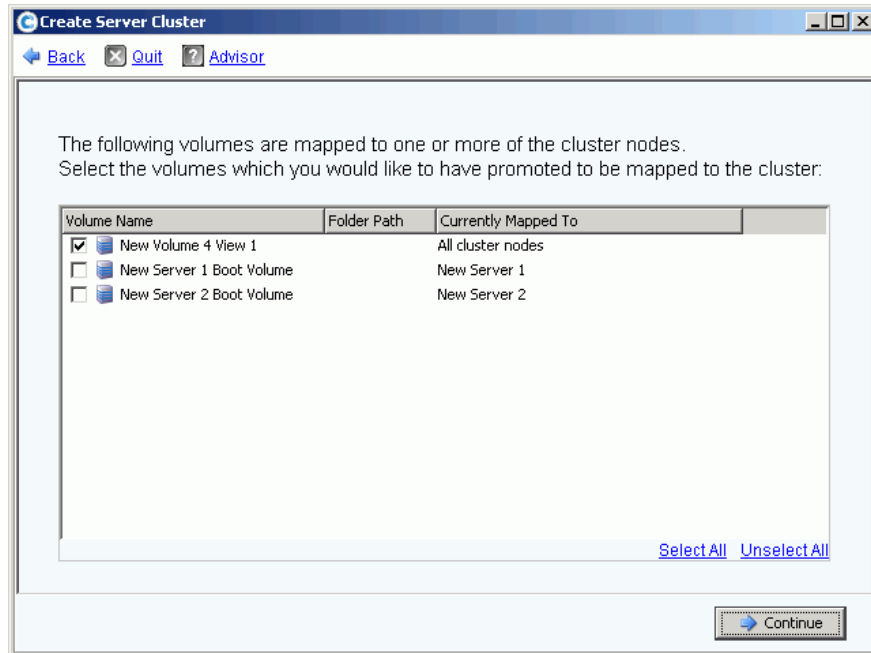 Create Server Cluster
Back Quit ? Advisor
The following volumes are mapped to one or more of the cluster nodes.
Select the volumes which you would like to have promoted to be mapped to the cluster:
Volume Name Folder Path Currently Mapped To
New Volume 4 View 1 All cluster nodes
New Server 1 Boot Volume New Server 1
New Server 2 Boot Volume New Server 2
Select All Unselect All
Continue